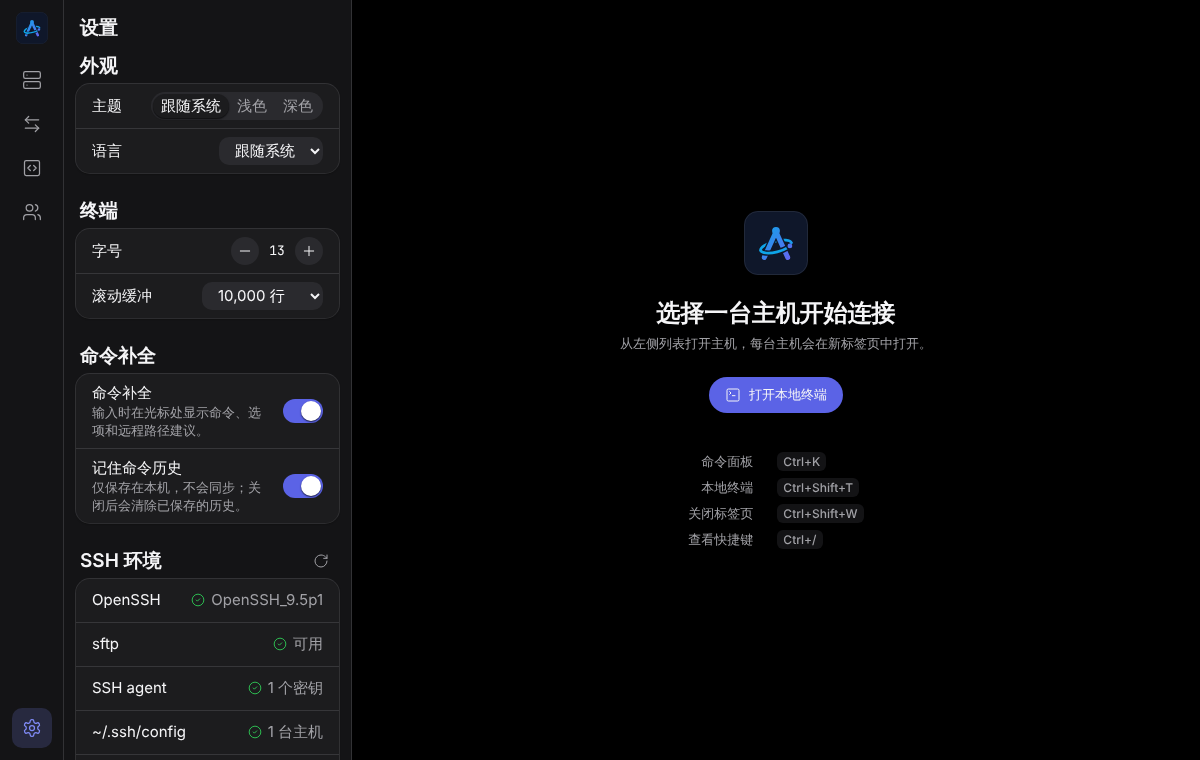 设置
外观
主题 跟随系统 浅色 深色
语言 跟随系统
终端
字号 13
滚动缓冲 10,000 行
命令补全
命令补全
输入时在光标处显示命令、选
项和远程路径建议。
记住命令历史
仅保存在本机，不会同步；关
闭后会清除已保存的历史。
SSH 环境
OpenSSH OpenSSH_9.5p1
sftp 可用
SSH agent 1 个密钥
~/.ssh/config 1 台主机
选择一台主机开始连接
从左侧列表打开主机，每台主机会在新标签页中打开。
打开本地终端
命令面板 Ctrl+K
本地终端 Ctrl+Shift+T
关闭标签页 Ctrl+Shift+W
查看快捷键 Ctrl+/